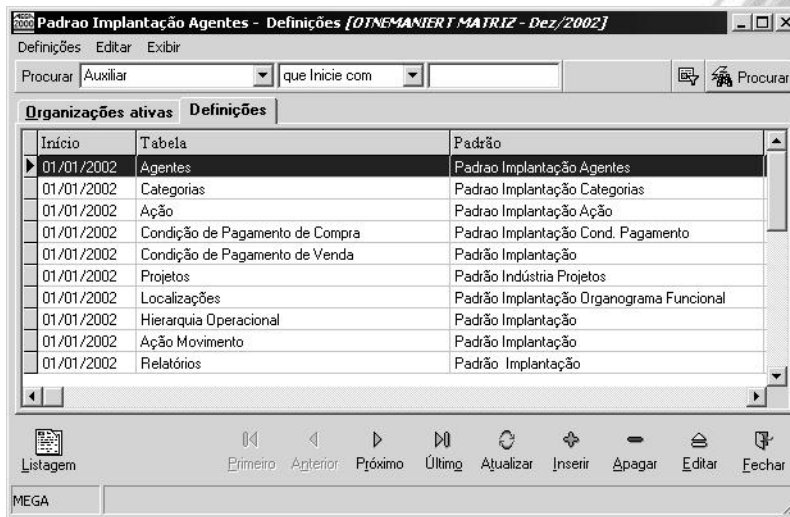 MEGA 2000 Padrao Implantação Agentes - Definições [OTNEMANIERT MATRIZ - Dez/2002]
Definições Editar Exibir
Procurar Auxiliar que Inicie com Procurar
Organizações ativas Definições
Início Tabela Padrão
01/01/2002 Agentes Padrao Implantação Agentes
01/01/2002 Categorias Padrao Implantação Categorias
01/01/2002 Ação Padrao Implantação Ação
01/01/2002 Condição de Pagamento de Compra Padrao Implantação Cond. Pagamento
01/01/2002 Condição de Pagamento de Venda Padrão Implantação
01/01/2002 Projetos Padrão Indústria Projetos
01/01/2002 Localizações Padrão Implantação Organograma Funcional
01/01/2002 Hierarquia Operacional Padrão Implantação
01/01/2002 Ação Movimento Padrão Implantação
01/01/2002 Relatórios Padrão Implantação
Listagem Primeiro Anterior Próximo Último Atualizar Inserir Apagar Editar Fechar
MEGA